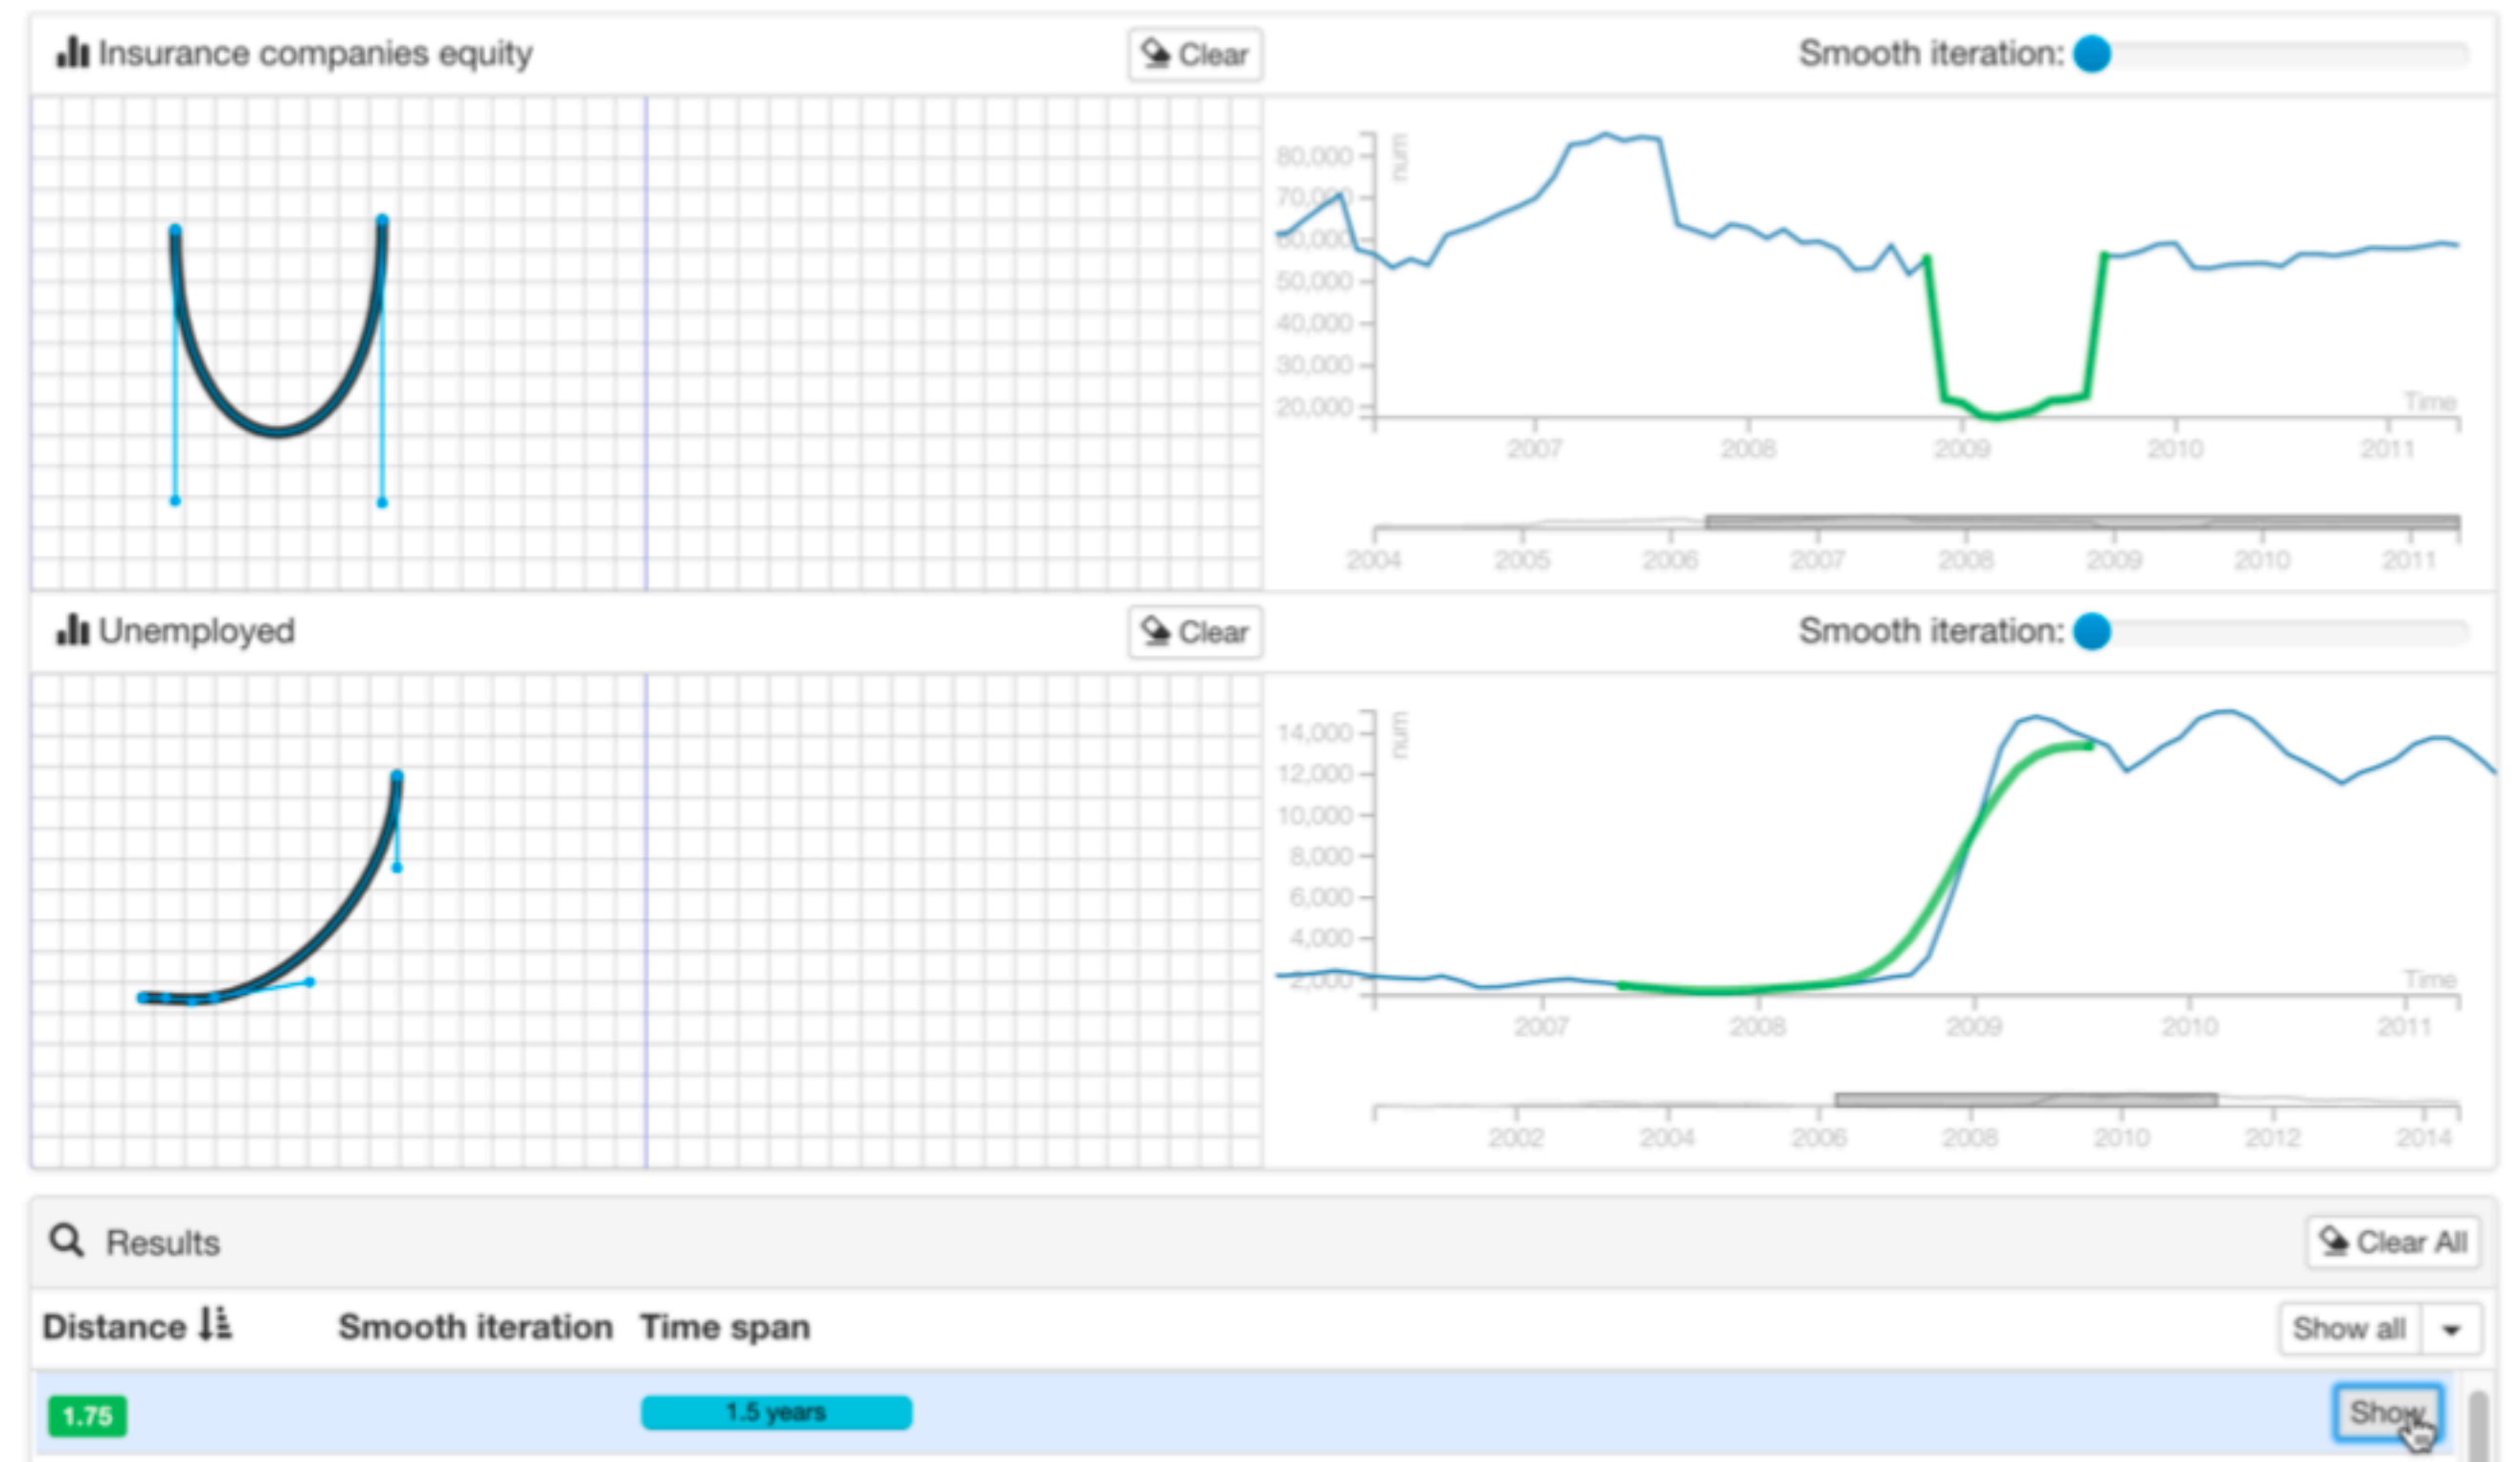 Insurance companies equity Clear Smooth iteration:
num
80,000
70,000
60,000
50,000
40,000
30,000
20,000
Time
2007 2008 2009 2010 2011
2004 2005 2006 2007 2008 2009 2010 2011
Unemployed Clear Smooth iteration:
num
14,000
12,000
10,000
8,000
6,000
4,000
2,000
Time
2007 2008 2009 2010 2011
2002 2004 2006 2008 2010 2012 2014
Results Clear All
Distance Smooth iteration Time span Show all
1.75 1.5 years Show